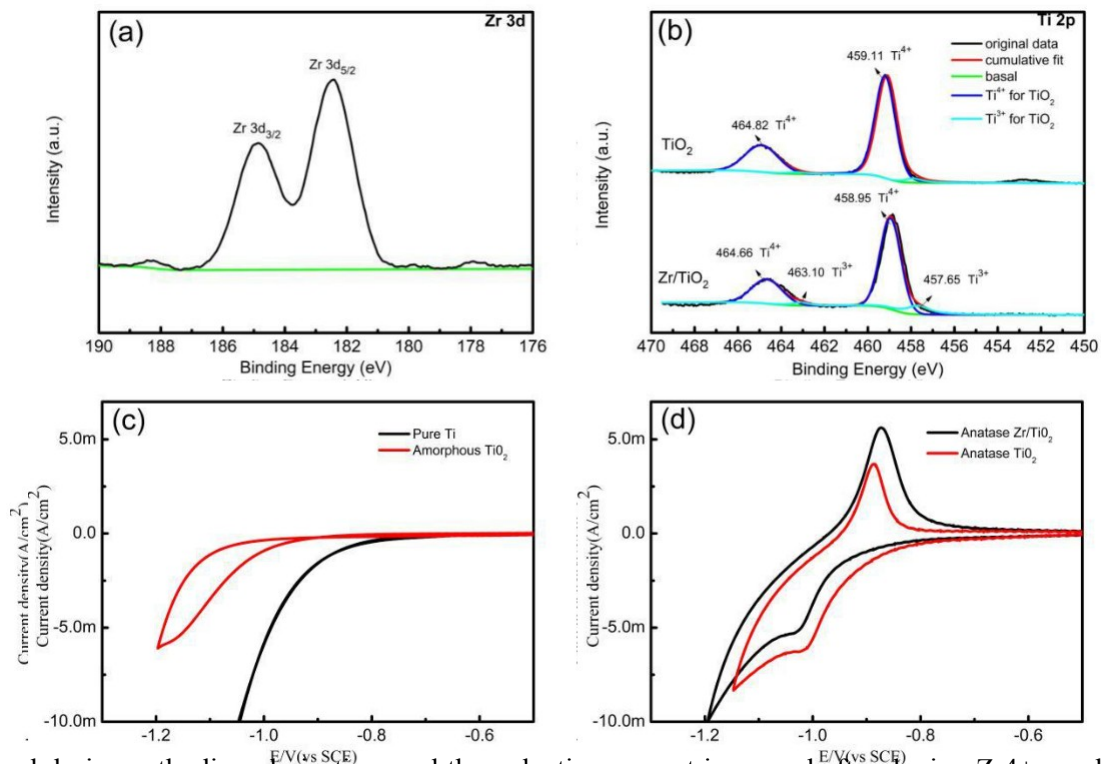 (a)
Zr 3d
Zr 3d5/2
Zr 3d3/2
Intensity (a.u.)
190 188 186 184 182 180 178 176
Binding Energy (eV)
(b)
Ti 2p
original data
cumulative fit
basal
Ti4+ for TiO2
Ti3+ for TiO2
459.11 Ti4+
464.82 Ti4+
TiO2
458.95 Ti4+
464.66 Ti4+
463.10 Ti3+
457.65 Ti3+
Zr/TiO2
Intensity (a.u.)
470 468 466 464 462 460 458 456 454 452 450
Binding Energy (eV)
(c)
Pure Ti
Amorphous Ti02
5.0m
0.0
-5.0m
-10.0m
Current density(A/cm2)
Current density(A/cm2)
-1.2 -1.0 -0.8 -0.6
E/V(vs SCE)
(d)
Anatase Zr/Ti02
Anatase Ti02
5.0m
0.0
-5.0m
-10.0m
Current density(A/cm2)
-1.2 -1.0 -0.8 -0.6
E/V(vs SCE)